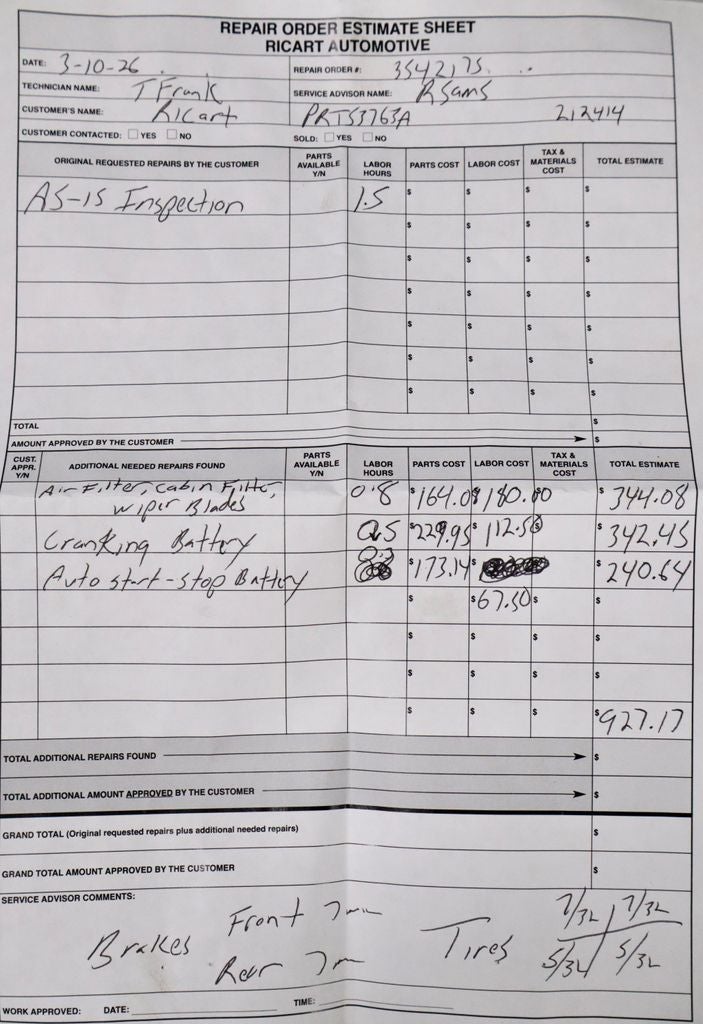 REPAIR ORDER ESTIMATE SHEET
RICART AUTOMOTIVE
DATE: 3-10-26 REPAIR ORDER #: 3542175
TECHNICIAN NAME: T Frank SERVICE ADVISOR NAME: RSams
CUSTOMER'S NAME: Ricart PRTS3763A 212414
CUSTOMER CONTACTED: YES NO SOLD: YES NO
ORIGINAL REQUESTED REPAIRS BY THE CUSTOMER PARTS AVAILABLE Y/N LABOR HOURS PARTS COST LABOR COST TAX & MATERIALS COST TOTAL ESTIMATE
AS-IS Inspection 1.5 $ $ $ $
$ $ $ $
$ $ $ $
$ $ $ $
$ $ $ $
$ $ $ $
$ $ $ $
TOTAL $
AMOUNT APPROVED BY THE CUSTOMER $
CUST. APPR. Y/N ADDITIONAL NEEDED REPAIRS FOUND PARTS AVAILABLE Y/N LABOR HOURS PARTS COST LABOR COST TAX & MATERIALS COST TOTAL ESTIMATE
Air Filter, Cabin Filter,
Wiper Blades 0.8 $164.08 $180.00 $344.08
Cranking Battery 0.5 $229.95 $112.50 $ $342.45
Auto start-stop Battery 0.3 $173.14 $ $ $240.64
$ $67.50 $ $
$ $ $ $
$ $ $ $
$ $ $ $927.17
TOTAL ADDITIONAL REPAIRS FOUND $
TOTAL ADDITIONAL AMOUNT APPROVED BY THE CUSTOMER $
GRAND TOTAL (Original requested repairs plus additional needed repairs) $
GRAND TOTAL AMOUNT APPROVED BY THE CUSTOMER $
SERVICE ADVISOR COMMENTS:
Brakes Front 7mm Tires 7/32 7/32
Rear 7m 5/32 5/32
WORK APPROVED: DATE: TIME: